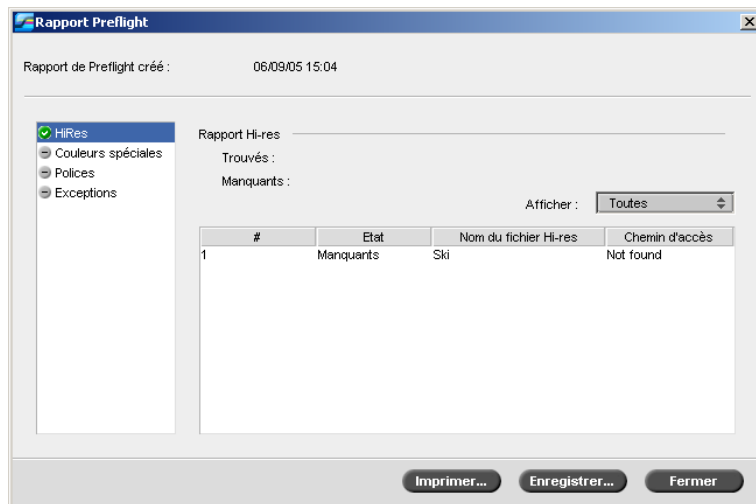 Rapport Preflight
Rapport de Preflight créé : 06/09/05 15:04
HiRes
Couleurs spéciales
Polices
Exceptions
Rapport Hi-res
Trouvés :
Manquants :
Afficher : Toutes
# Etat Nom du fichier Hi-res Chemin d'accès
1 Manquants Ski Not found
Imprimer... Enregistrer... Fermer